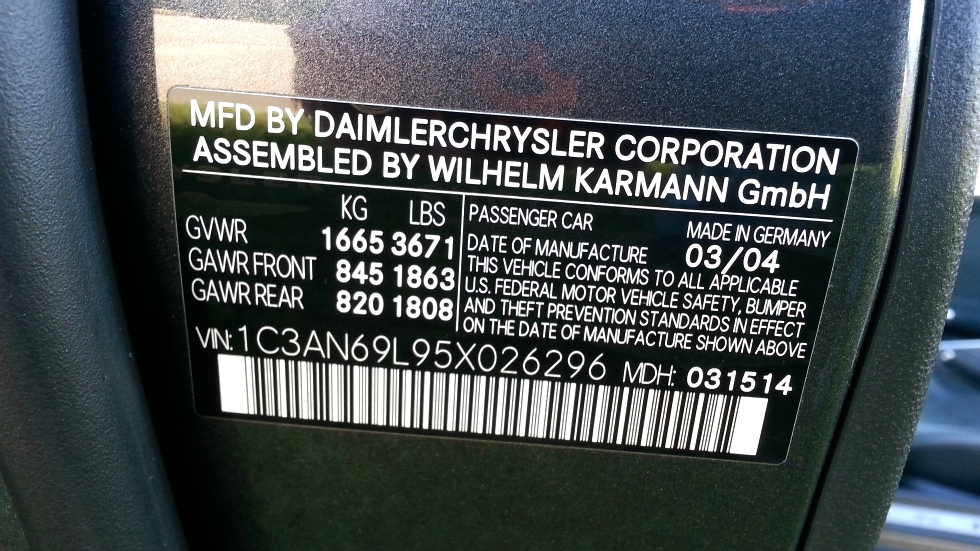 MFD BY DAIMLERCHRYSLER CORPORATION
ASSEMBLED BY WILHELM KARMANN GmbH
KG LBS
GVWR 1665 3671
GAWR FRONT 845 1863
GAWR REAR 820 1808
PASSENGER CAR MADE IN GERMANY
DATE OF MANUFACTURE 03/04
THIS VEHICLE CONFORMS TO ALL APPLICABLE
U.S. FEDERAL MOTOR VEHICLE SAFETY, BUMPER
AND THEFT PREVENTION STANDARDS IN EFFECT
ON THE DATE OF MANUFACTURE SHOWN ABOVE
VIN: 1C3AN69L95X026296 MDH: 031514